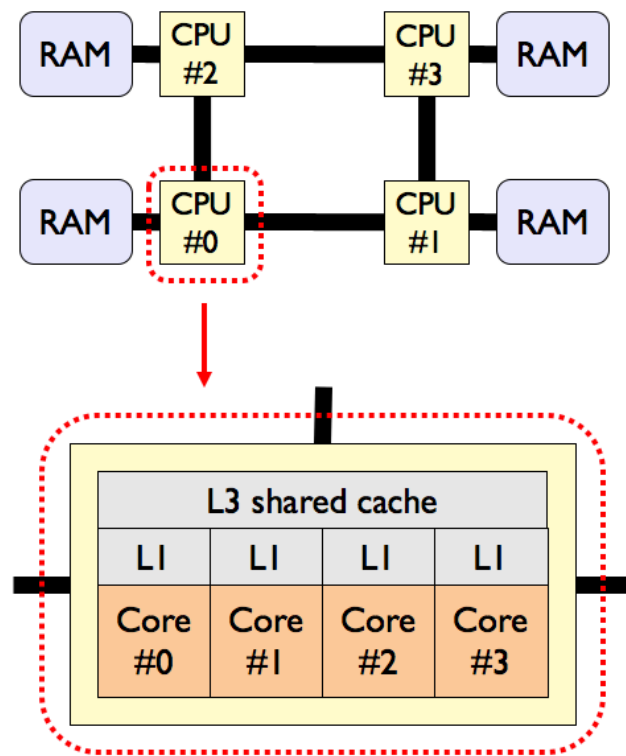 RAM
CPU
#2
CPU
#3
RAM
RAM
CPU
#0
CPU
#1
RAM
L3 shared cache
L1 L1 L1 L1
Core Core Core Core
#0 #1 #2 #3